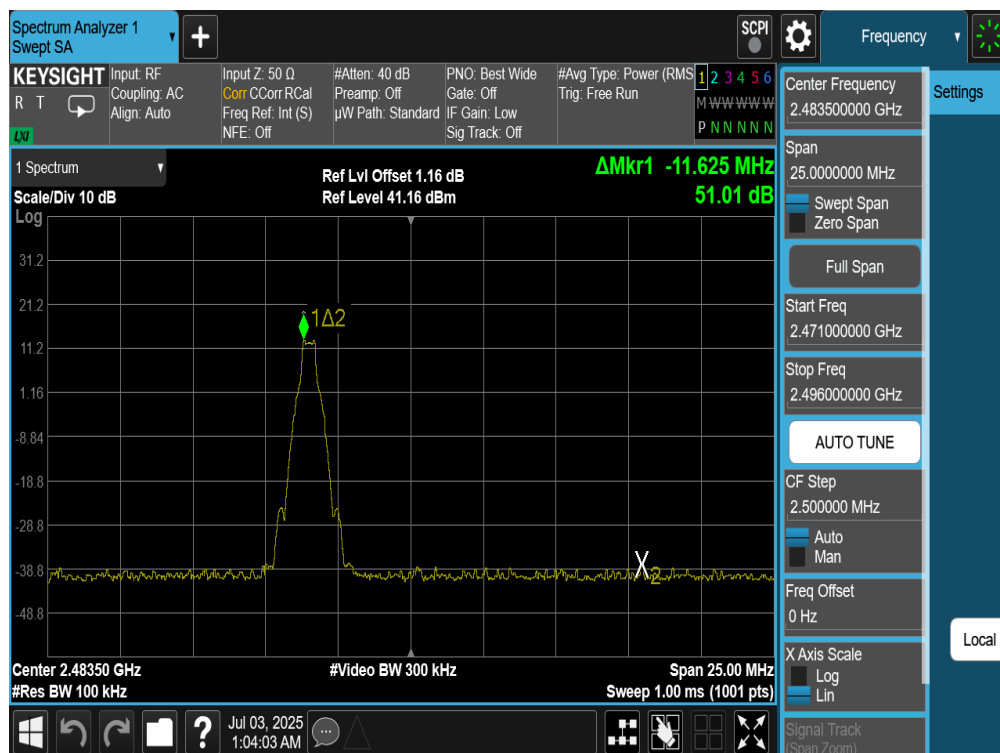 Spectrum Analyzer 1
Swept SA
+
SCPI
Frequency
KEYSIGHT
R T
LXI
Input: RF
Coupling: AC
Align: Auto
Input Z: 50 Ω
Corr CCorr RCal
Freq Ref: Int (S)
NFE: Off
#Atten: 40 dB
Preamp: Off
µW Path: Standard
PNO: Best Wide
Gate: Off
IF Gain: Low
Sig Track: Off
#Avg Type: Power (RMS
Trig: Free Run
1 2 3 4 5 6
M W W W W W
P N N N N N
1 Spectrum
Scale/Div 10 dB
Log
Ref Lvl Offset 1.16 dB
Ref Level 41.16 dBm
ΔMkr1 -11.625 MHz
51.01 dB
31.2
21.2
11.2
1.16
-8.84
-18.8
-28.8
-38.8
-48.8
1Δ2
X2
Center 2.48350 GHz
#Res BW 100 kHz
#Video BW 300 kHz
Span 25.00 MHz
Sweep 1.00 ms (1001 pts)
Center Frequency
2.483500000 GHz
Span
25.0000000 MHz
Swept Span
Zero Span
Full Span
Start Freq
2.471000000 GHz
Stop Freq
2.496000000 GHz
AUTO TUNE
CF Step
2.500000 MHz
Auto
Man
Freq Offset
0 Hz
X Axis Scale
Log
Lin
Signal Track
(Span Zoom)
Settings
Local
?
Jul 03, 2025
1:04:03 AM